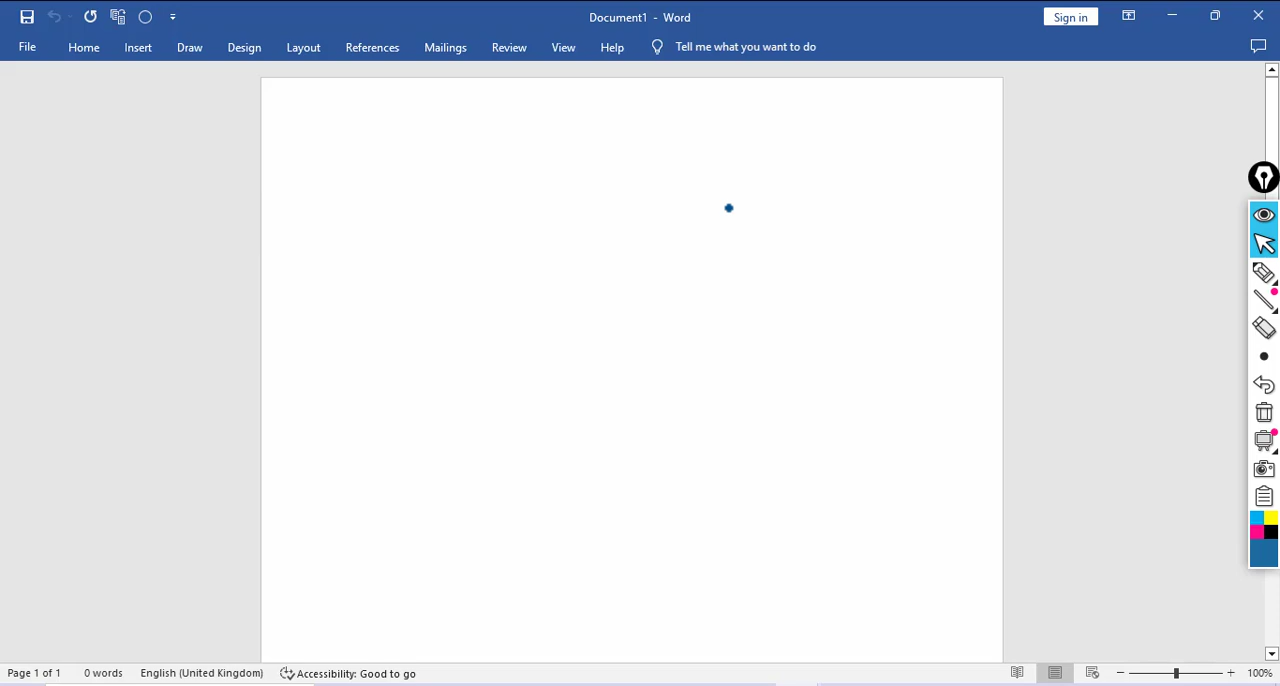 Document1 - Word
Sign in
File Home Insert Draw Design Layout References Mailings Review View Help Tell me what you want to do
Page 1 of 1 0 words English (United Kingdom) Accessibility: Good to go 100%